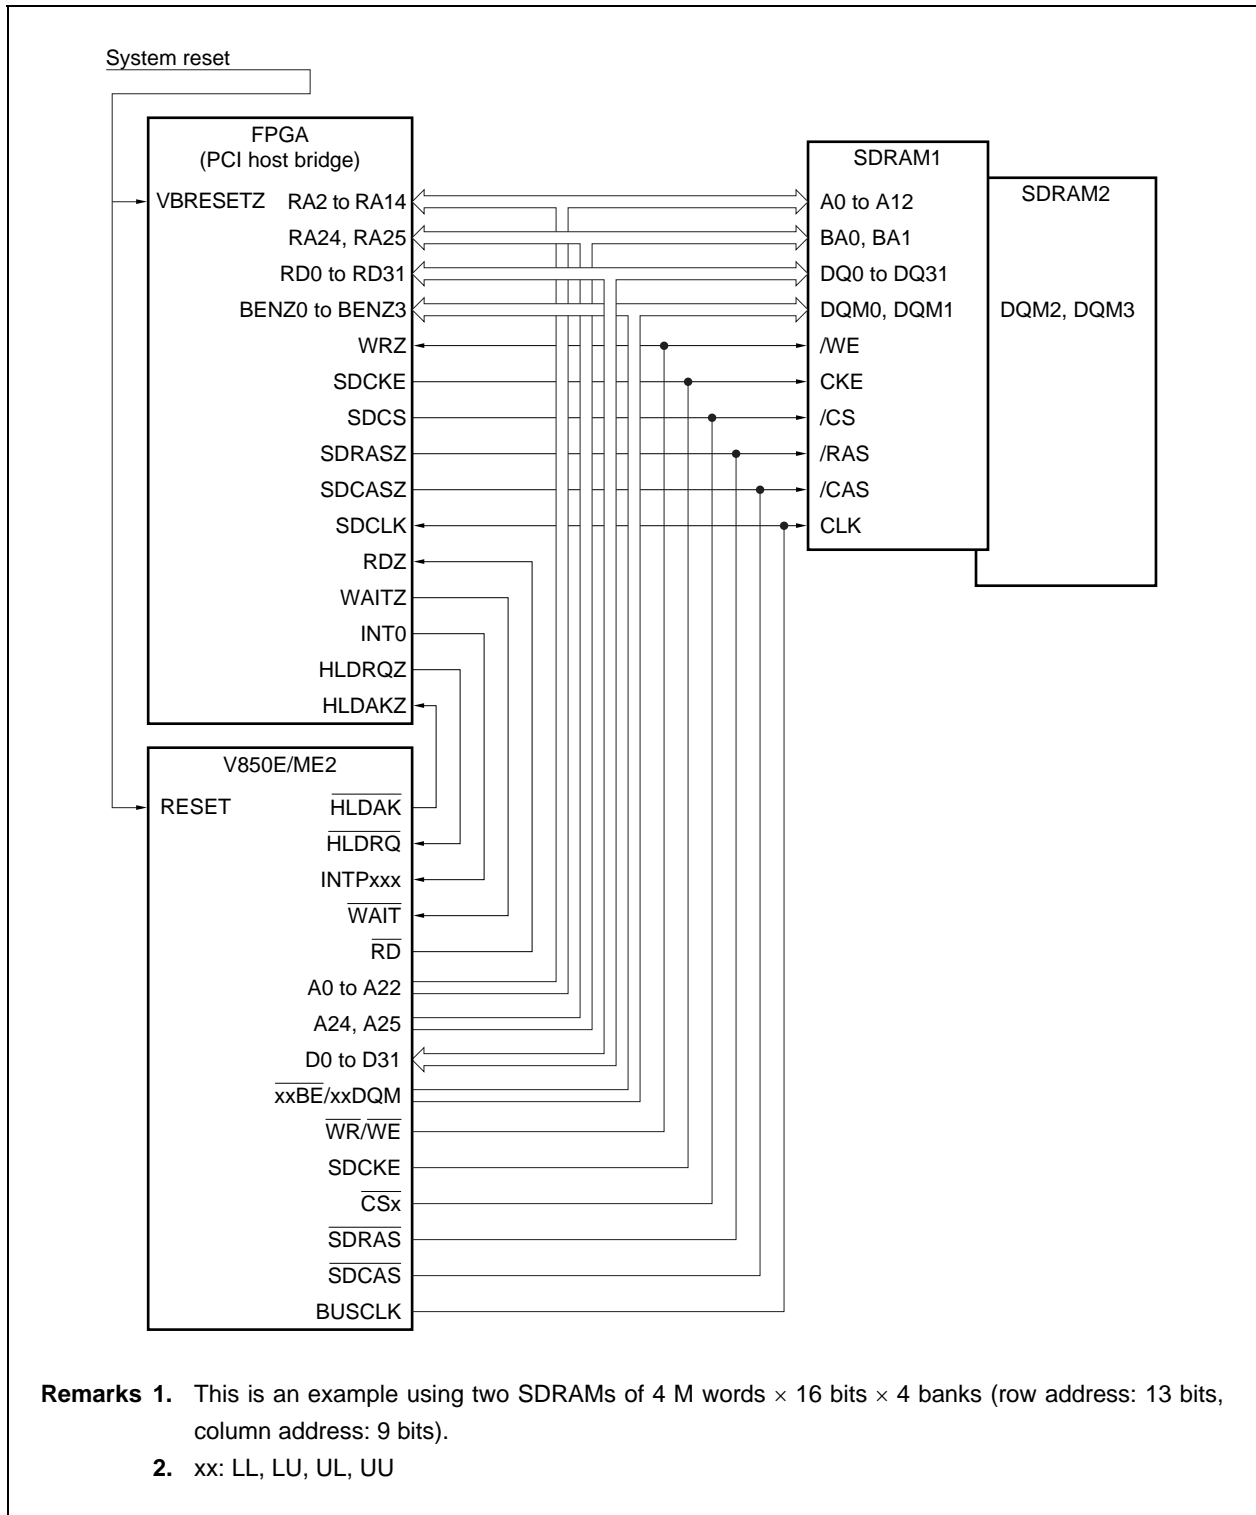 System reset
FPGA
(PCI host bridge)
VBRESETZ
RA2 to RA14
RA24, RA25
RD0 to RD31
BENZ0 to BENZ3
WRZ
SDCKE
SDCS
SDRASZ
SDCASZ
SDCLK
RDZ
WAITZ
INT0
HLDRQZ
HLDAKZ
SDRAM1
A0 to A12
BA0, BA1
DQ0 to DQ31
DQM0, DQM1
/WE
CKE
/CS
/RAS
/CAS
CLK
SDRAM2
DQM2, DQM3
V850E/ME2
RESET
HLDAK
HLDRQ
INTPxxx
WAIT
RD
A0 to A22
A24, A25
D0 to D31
xxBE/xxDQM
WR/WE
SDCKE
CSx
SDRAS
SDCAS
BUSCLK
Remarks 1. This is an example using two SDRAMs of 4 M words × 16 bits × 4 banks (row address: 13 bits,
column address: 9 bits).
2. xx: LL, LU, UL, UU